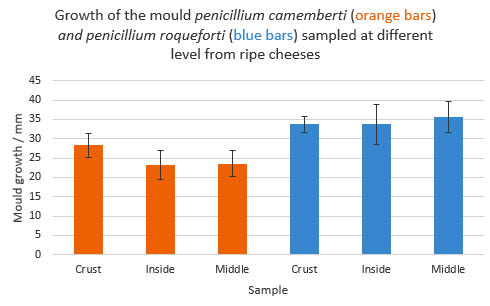 Growth of the mould penicillium camemberti (orange bars)
and penicillium roqueforti (blue bars) sampled at different
level from ripe cheeses
45
40
35
30
25
20
15
10
5
0
Mould growth / mm
Crust Inside Middle Crust Inside Middle
Sample